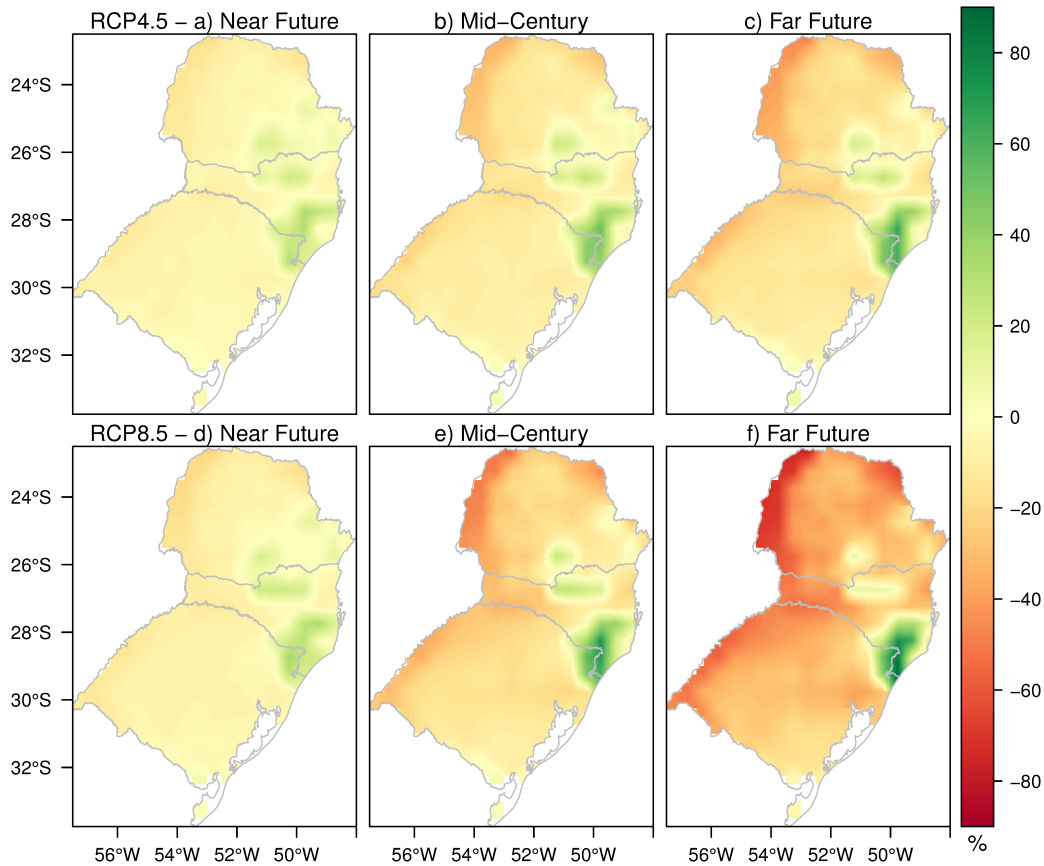 RCP4.5 − a) Near Future
b) Mid−Century
c) Far Future
24°S
26°S
28°S
30°S
32°S
80
60
40
20
0
−20
−40
−60
−80
%
RCP8.5 − d) Near Future
e) Mid−Century
f) Far Future
24°S
26°S
28°S
30°S
32°S
56°W 54°W 52°W 50°W 56°W 54°W 52°W 50°W 56°W 54°W 52°W 50°W